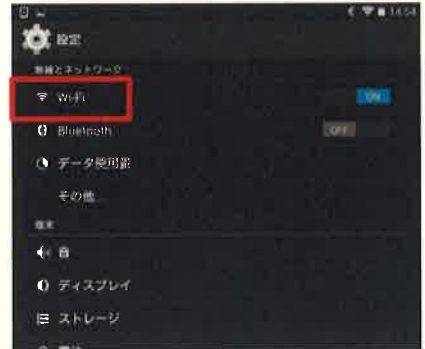 14:54
設定
無線とネットワーク
Wi-Fi
ON
Bluetooth
OFF
データ使用量
その他...
端末
音
ディスプレイ
ストレージ